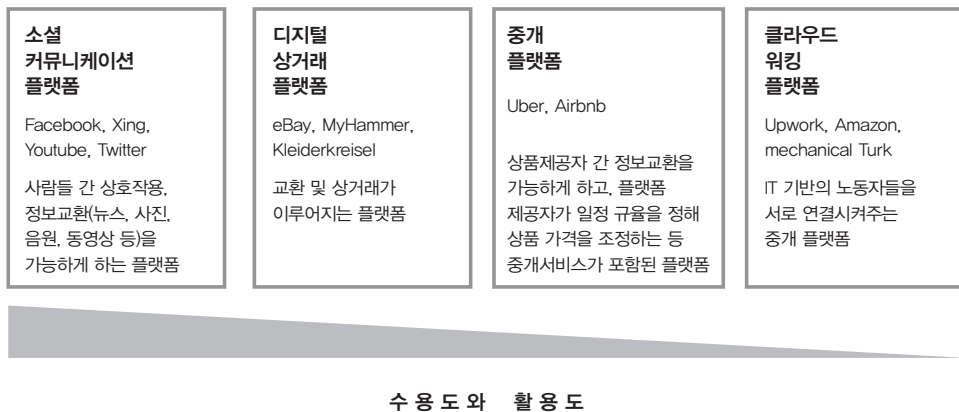 소셜
커뮤니케이션
플랫폼
Facebook, Xing,
Youtube, Twitter
사람들 간 상호작용,
정보교환(뉴스, 사진,
음원, 동영상 등)을
가능하게 하는 플랫폼
디지털
상거래
플랫폼
eBay, MyHammer,
Kleiderkreisel
교환 및 상거래가
이루어지는 플랫폼
중개
플랫폼
Uber, Airbnb
상품제공자 간 정보교환을
가능하게 하고, 플랫폼
제공자가 일정 규율을 정해
상품 가격을 조정하는 등
중개서비스가 포함된 플랫폼
클라우드
워킹
플랫폼
Upwork, Amazon,
mechanical Turk
IT 기반의 노동자들을
서로 연결시켜주는
중개 플랫폼
수용도와 활용도